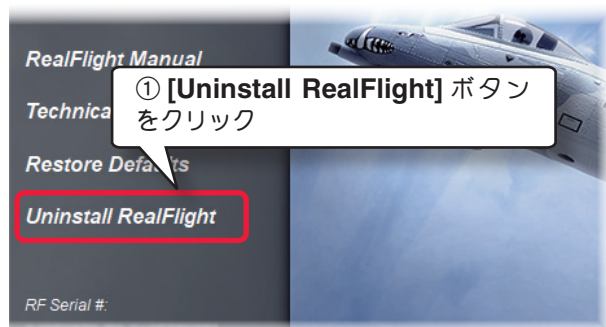 RealFlight Manual
① [Uninstall RealFlight] ボタン
をクリック
Technica
Restore Defaults
Uninstall RealFlight
RF Serial #: